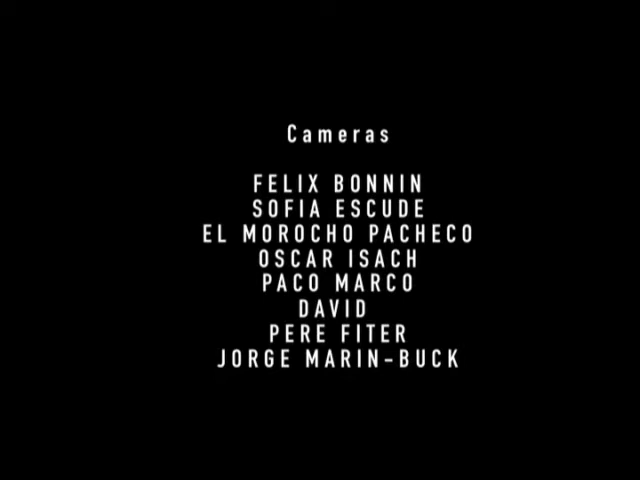 Cameras
FELIX BONNIN
SOFIA ESCUDE
EL MOROCHO PACHECO
OSCAR ISACH
PACO MARCO
DAVID
PERE FITER
JORGE MARIN-BUCK